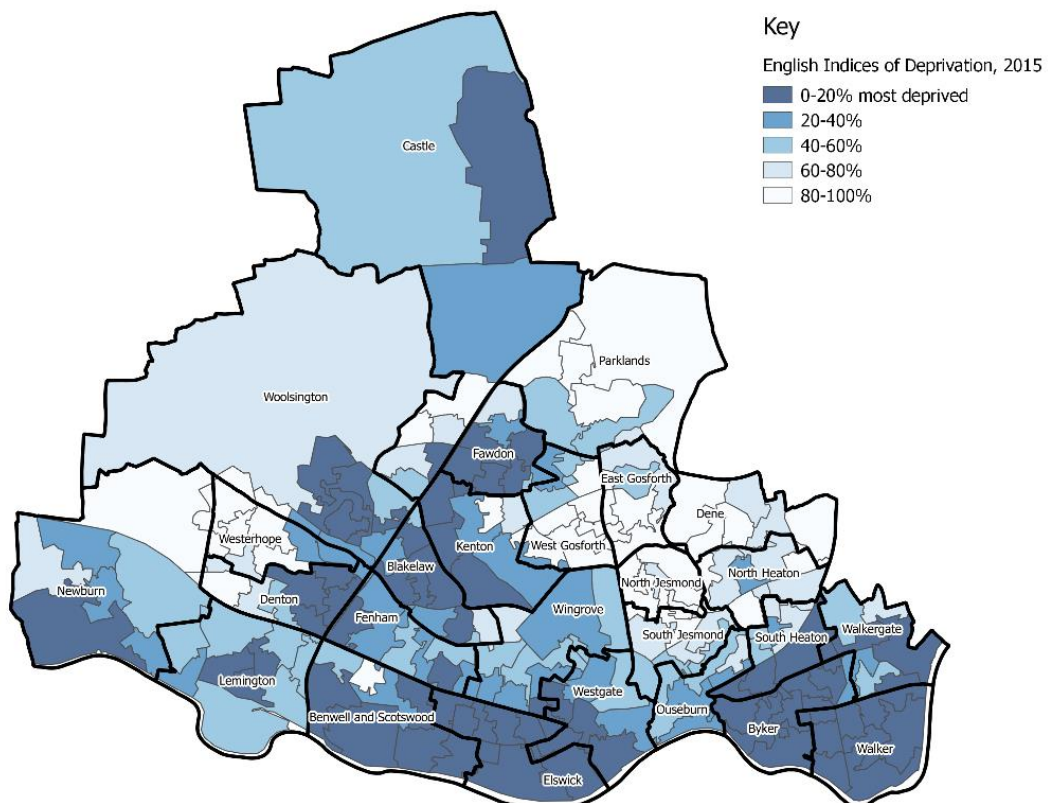 Key
English Indices of Deprivation, 2015
0-20% most deprived
20-40%
40-60%
60-80%
80-100%
Castle
Parklands
Woolsington
Fawdon
East Gosforth
Dene
Westerhope
Kenton
West Gosforth
Blakelaw
North Jesmond
North Heaton
Newburn
Denton
Fenham
Wingrove
South Jesmond
South Heaton
Walkergate
Lemington
Westgate
Ouseburn
Benwell and Scotswood
Byker
Walker
Elswick